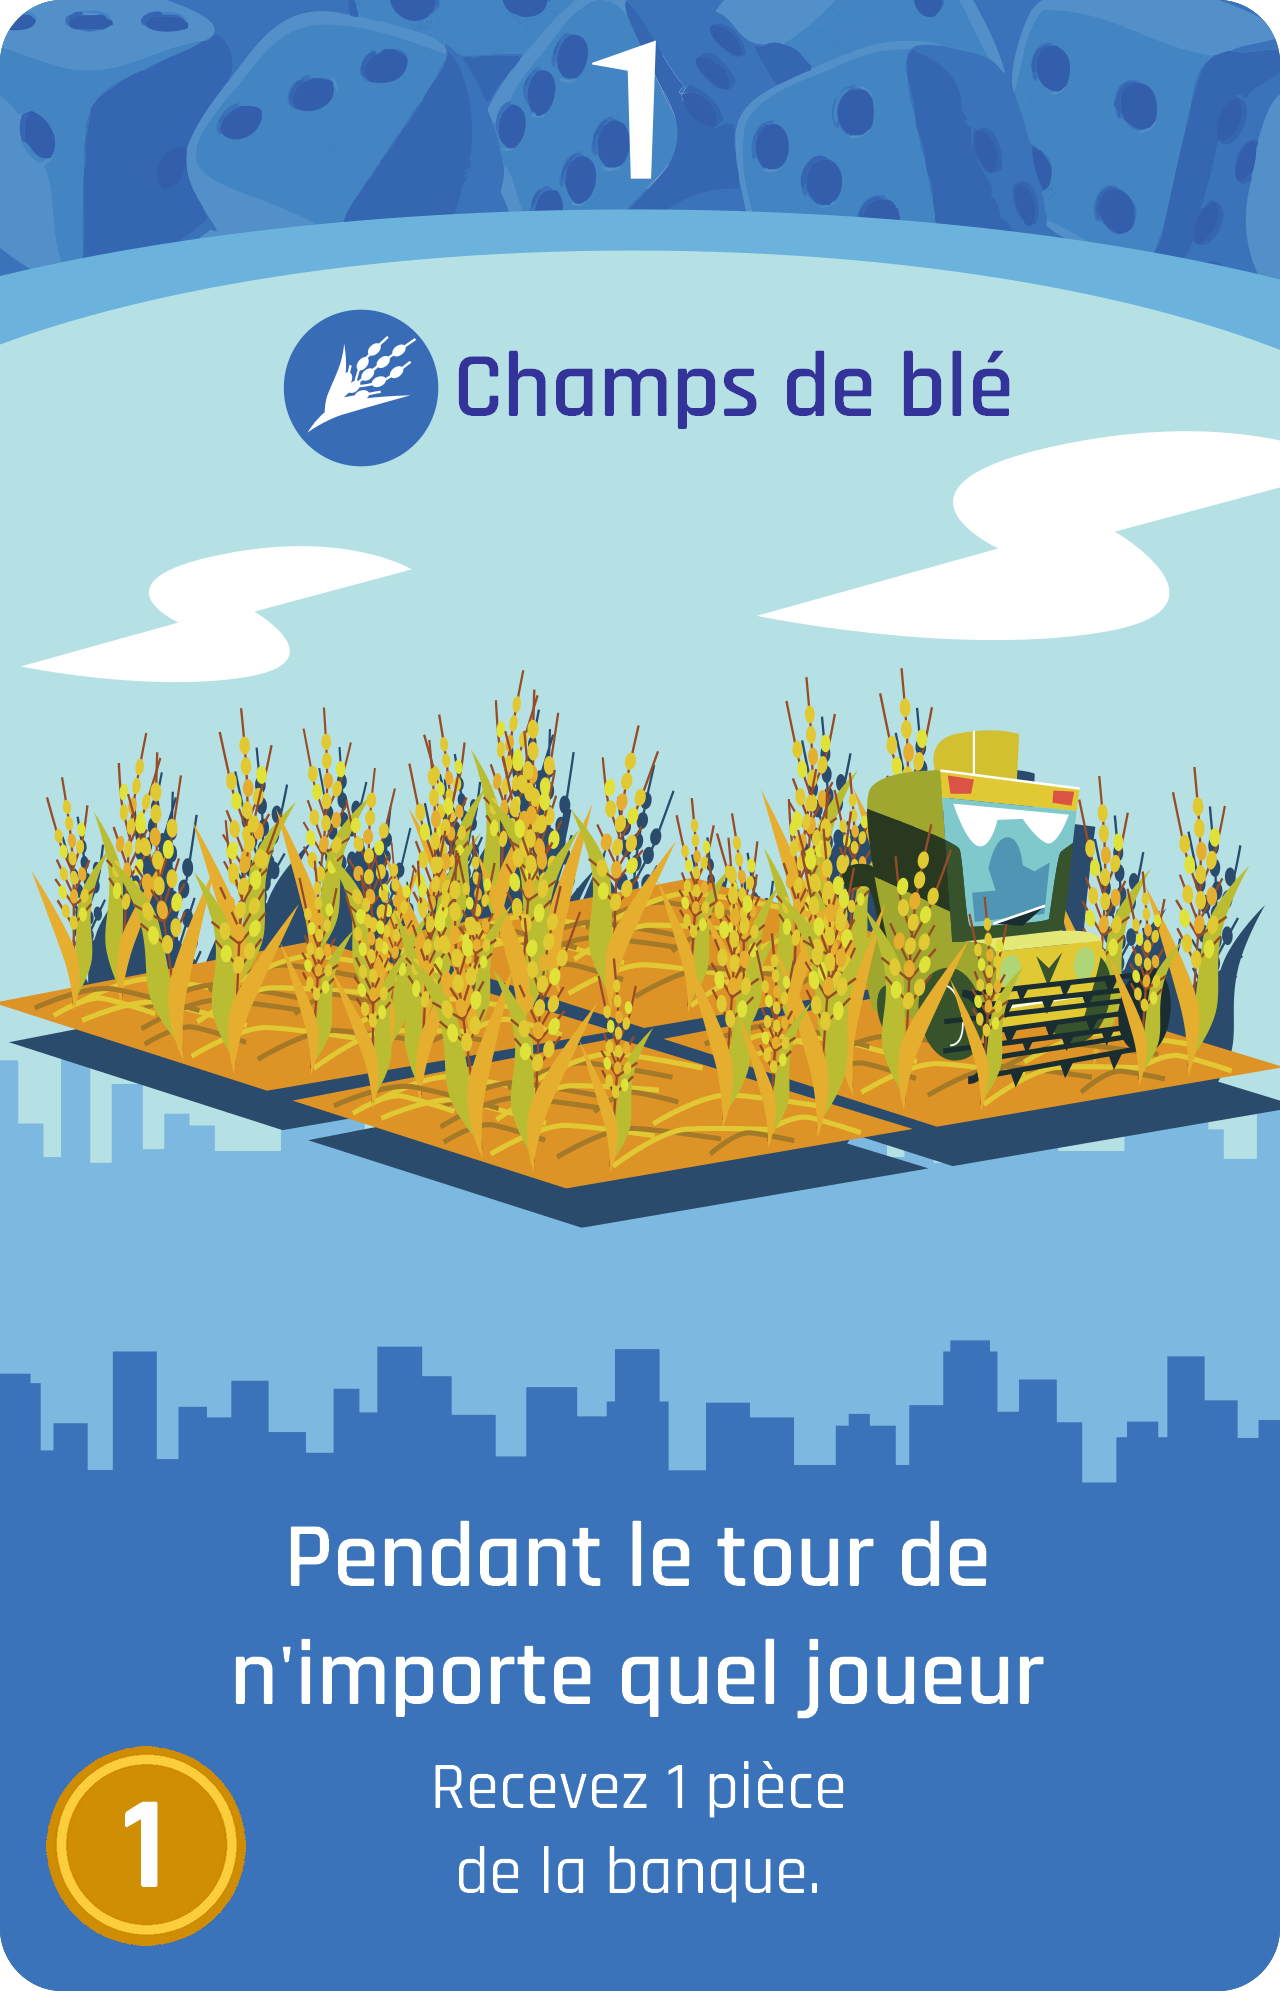 1
Champs de blé
Pendant le tour de
n'importe quel joueur
Recevez 1 pièce
de la banque.
1